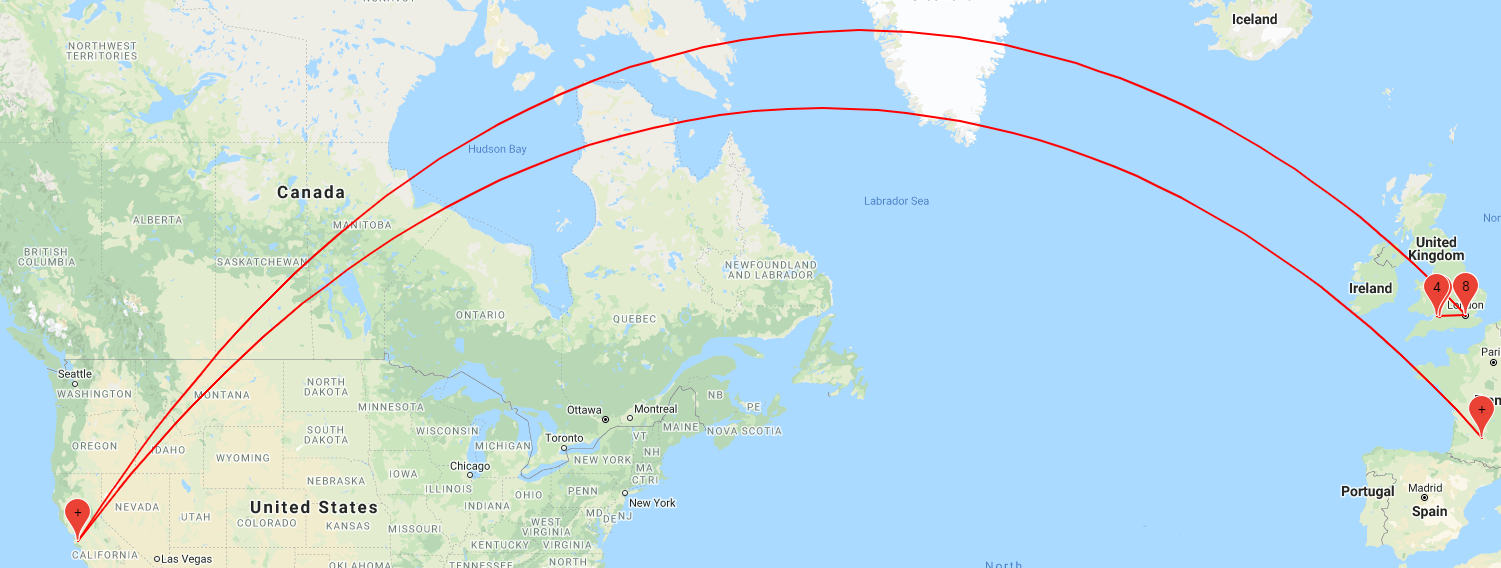 Iceland
NORTHWEST
TERRITORIES
Hudson Bay
Canada
ALBERTA
MANITOBA
Labrador Sea
BRITISH
COLUMBIA
SASKATCHEWAN
NEWFOUNDLAND
AND LABRADOR
United
Kingdom
Ireland
4
8
London
ONTARIO
QUEBEC
Seattle
WASHINGTON
MONTANA
NORTH
DAKOTA
MINNESOTA
Ottawa
Montreal
NB
PE
MAINE
NOVA SCOTIA
+
OREGON
IDAHO
SOUTH
DAKOTA
WISCONSIN
MICHIGAN
Toronto
VT
NH
NEW YORK
MA
CT
RI
WYOMING
Chicago
IOWA
NEBRASKA
ILLINOIS
INDIANA
OHIO
PENN
New York
Portugal
Madrid
Spain
+
NEVADA
UTAH
United States
COLORADO
KANSAS
MISSOURI
WEST
VIRGINIA
MD
DE
NJ
KENTUCKY
VIRGINIA
CALIFORNIA
Las Vegas
OKLAHOMA
TENNESSEE
NORTH
North